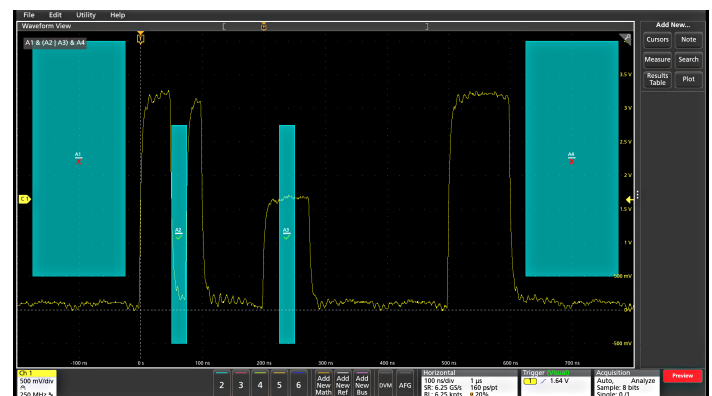 File Edit Utility Help
Waveform View
Add New...
A1 & (A2 | A3) & A4
T
[ ]
Cursors Note
Measure Search
Results Table Plot
3.5 V
3 V
2.5 V
2 V
1.5 V
1 V
500 mV
0 V
-500 mV
A1
A2
A3
A4
C1
-100 ns 0 s 100 ns 200 ns 300 ns 400 ns 500 ns 600 ns 700 ns
Ch 1
500 mV/div
250 MHz
2 3 4 5 6
Add New Math
Add New Ref
Add New Bus
DVM AFG
Horizontal
100 ns/div 1 µs
SR: 6.25 GS/s 160 ps/pt
RL: 6.25 kpts 20%
Trigger (Visual)
1 1.64 V
Acquisition
Auto, Analyze
Sample: 8 bits
Single: 0/1
Preview